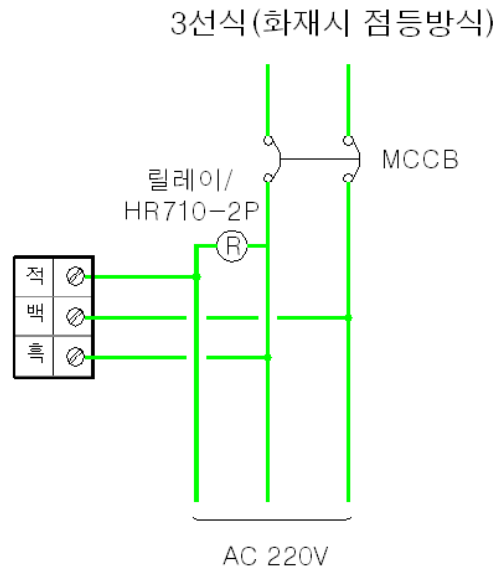 3선식(화재시 점등방식)
MCCB
릴레이/
HR710-2P
R
적
백
흑
AC 220V